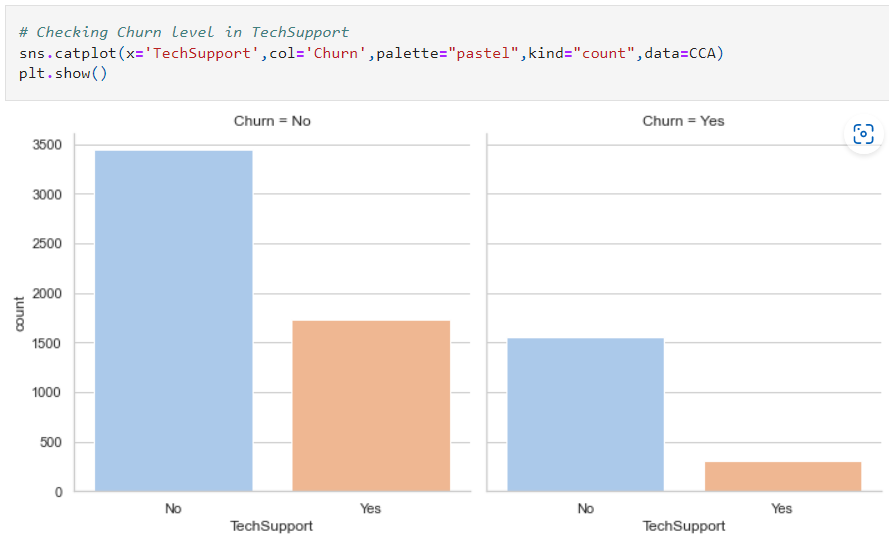 # Checking Churn level in TechSupport
sns.catplot(x='TechSupport',col='Churn',palette="pastel",kind="count",data=CCA)
plt.show()
Churn = No
Churn = Yes
3500
3000
2500
2000
1500
1000
500
0
count
No Yes
TechSupport
No Yes
TechSupport